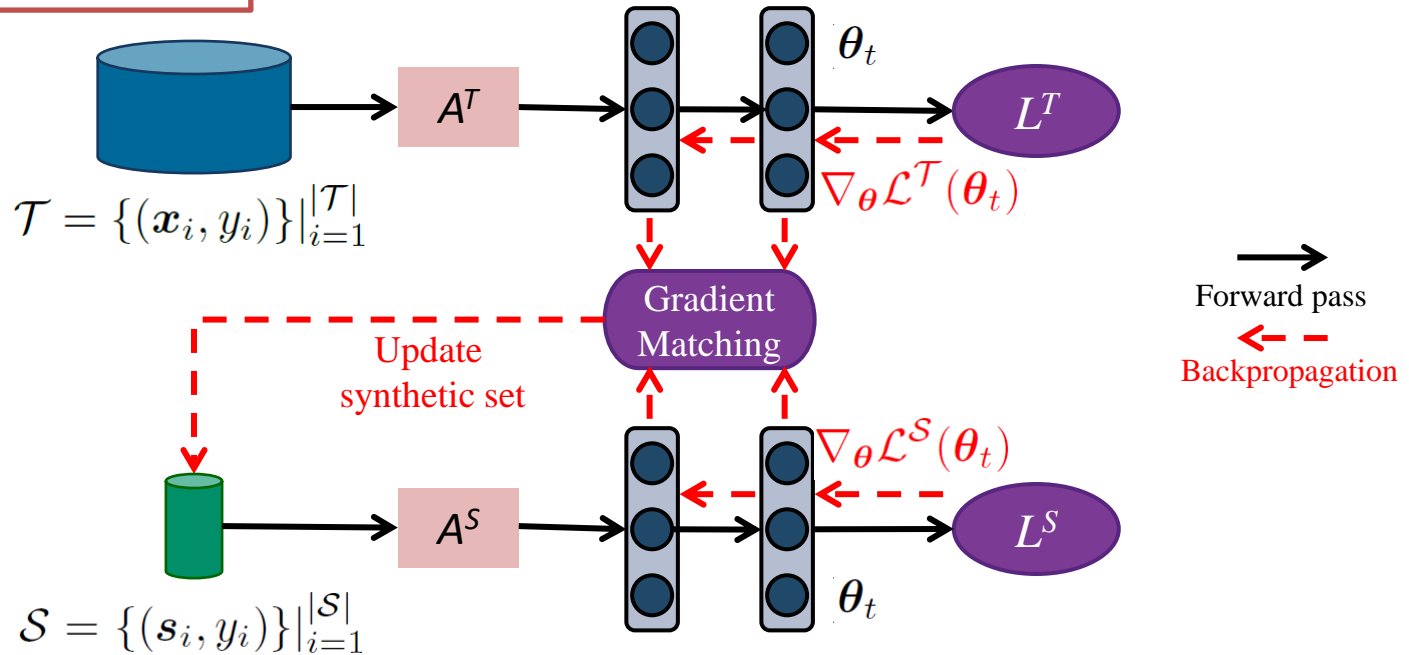 θ_t
A^T
L^T
∇_θ ℒ^𝒯(θ_t)
𝒯 = {(x_i, y_i)}|_{i=1}^{|𝒯|}
Gradient
Matching
Forward pass
Update
synthetic set
Backpropagation
∇_θ ℒ^𝒮(θ_t)
A^S
L^S
θ_t
𝒮 = {(s_i, y_i)}|_{i=1}^{|𝒮|}